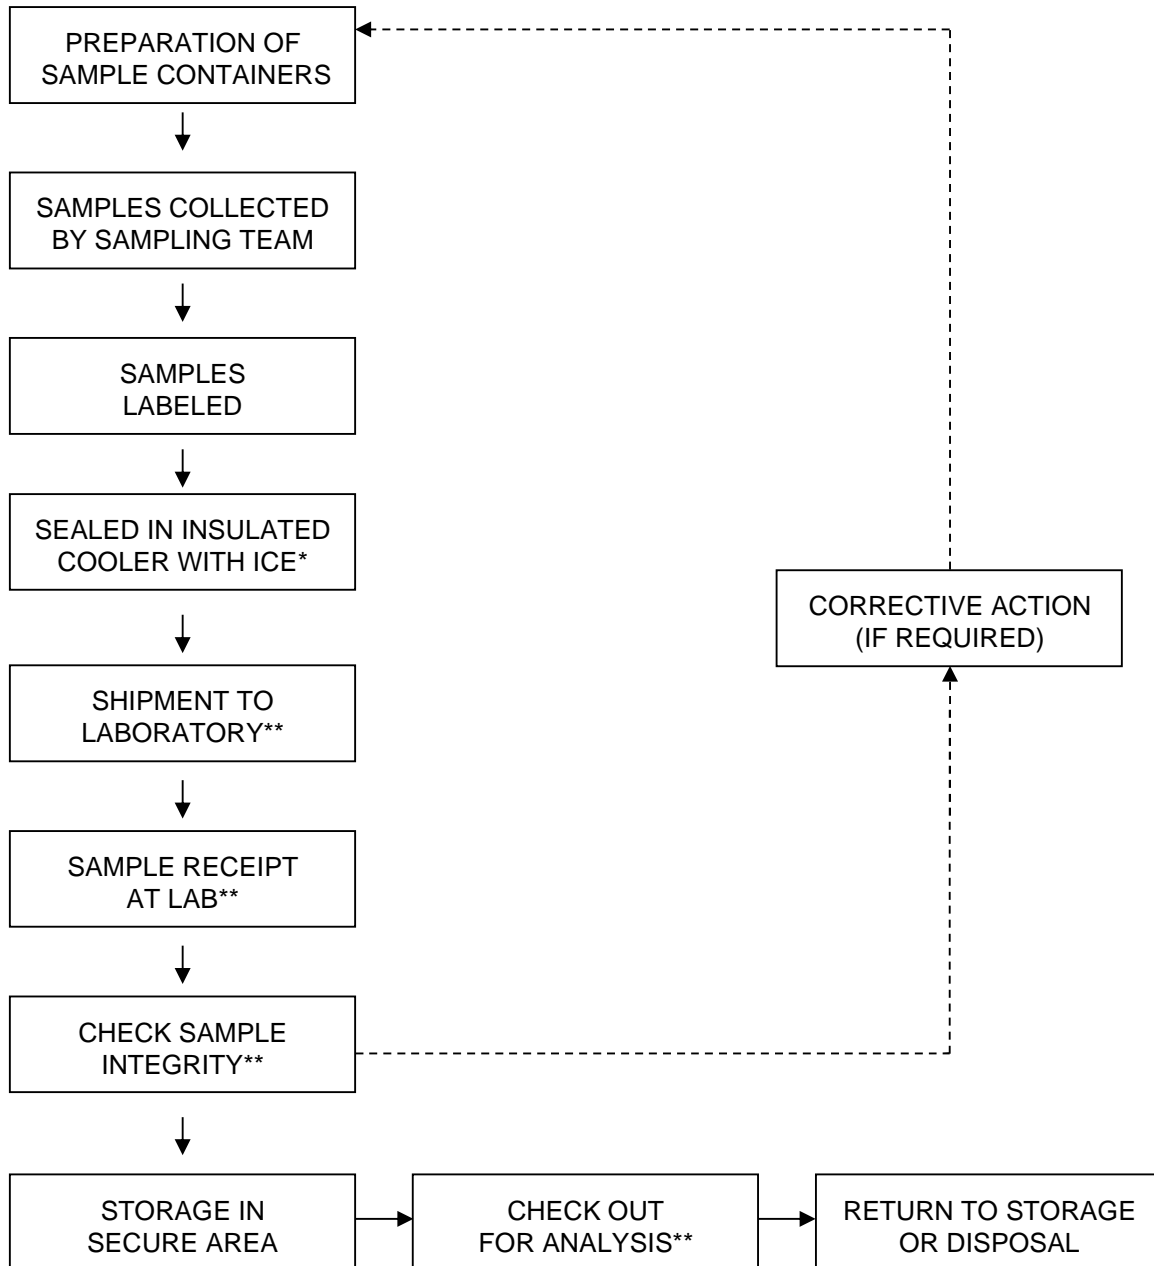 PREPARATION OF
SAMPLE CONTAINERS
SAMPLES COLLECTED
BY SAMPLING TEAM
SAMPLES
LABELED
SEALED IN INSULATED
COOLER WITH ICE*
CORRECTIVE ACTION
(IF REQUIRED)
SHIPMENT TO
LABORATORY**
SAMPLE RECEIPT
AT LAB**
CHECK SAMPLE
INTEGRITY**
STORAGE IN
SECURE AREA
CHECK OUT
FOR ANALYSIS**
RETURN TO STORAGE
OR DISPOSAL